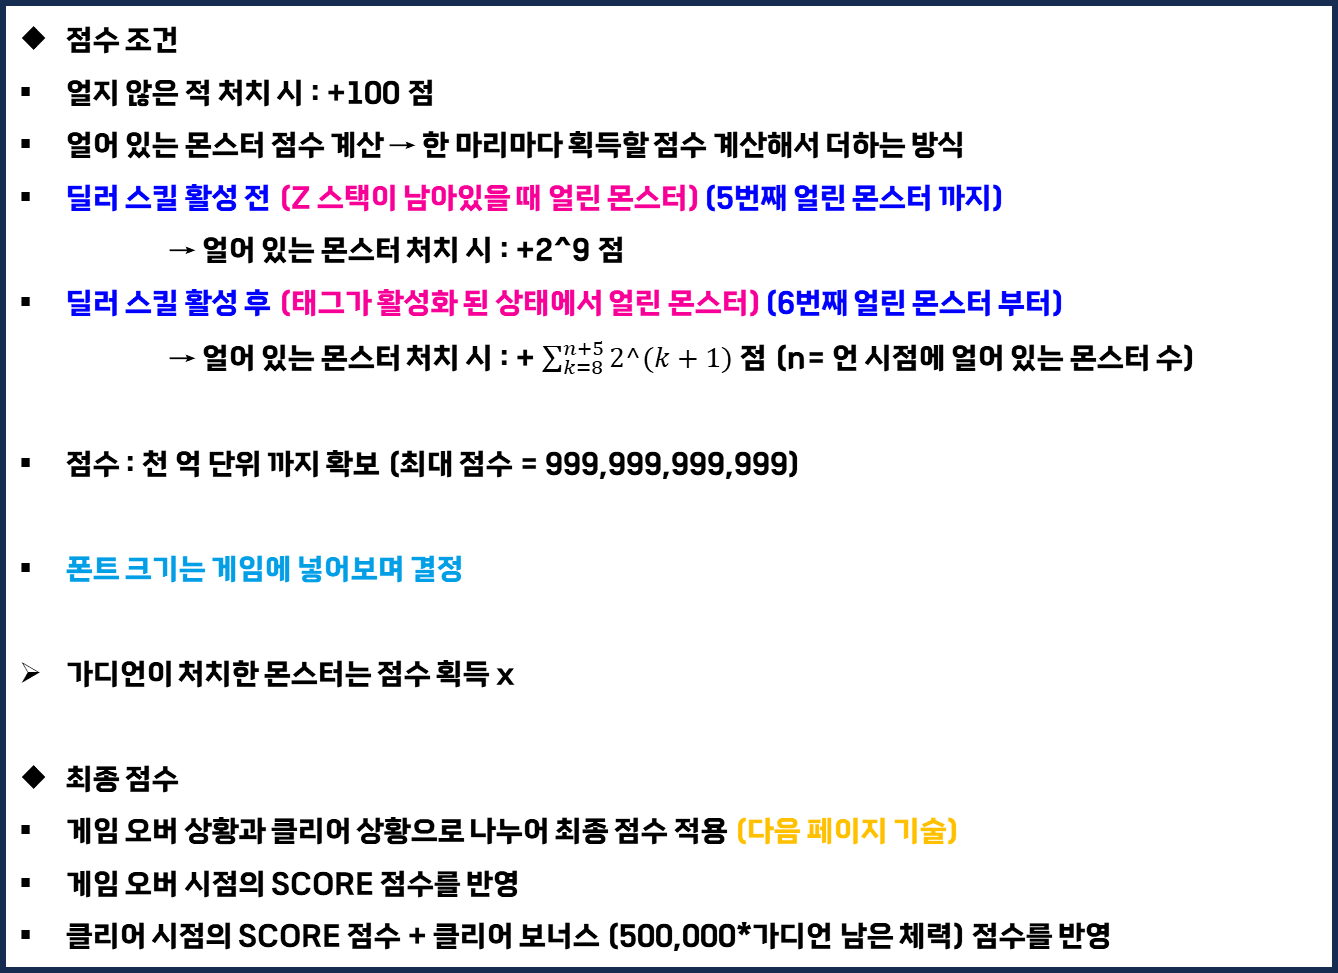 ◆ 점수 조건
▪ 얼지 않은 적 처치 시 : +100 점
▪ 얼어 있는 몬스터 점수 계산 → 한 마리마다 획득할 점수 계산해서 더하는 방식
▪ 딜러 스킬 활성 전 (Z 스택이 남아있을 때 얼린 몬스터) (5번째 얼린 몬스터 까지)
→ 얼어 있는 몬스터 처치 시 : +2^9 점
▪ 딜러 스킬 활성 후 (태그가 활성화 된 상태에서 얼린 몬스터) (6번째 얼린 몬스터 부터)
→ 얼어 있는 몬스터 처치 시 : + ∑_{k=8}^{n+5} 2^(k + 1) 점 (n= 언 시점에 얼어 있는 몬스터 수)
▪ 점수 : 천 억 단위 까지 확보 (최대 점수 = 999,999,999,999)
▪ 폰트 크기는 게임에 넣어보며 결정
➢ 가디언이 처치한 몬스터는 점수 획득 x
◆ 최종 점수
▪ 게임 오버 상황과 클리어 상황으로 나누어 최종 점수 적용 (다음 페이지 기술)
▪ 게임 오버 시점의 SCORE 점수를 반영
▪ 클리어 시점의 SCORE 점수 + 클리어 보너스 (500,000*가디언 남은 체력) 점수를 반영